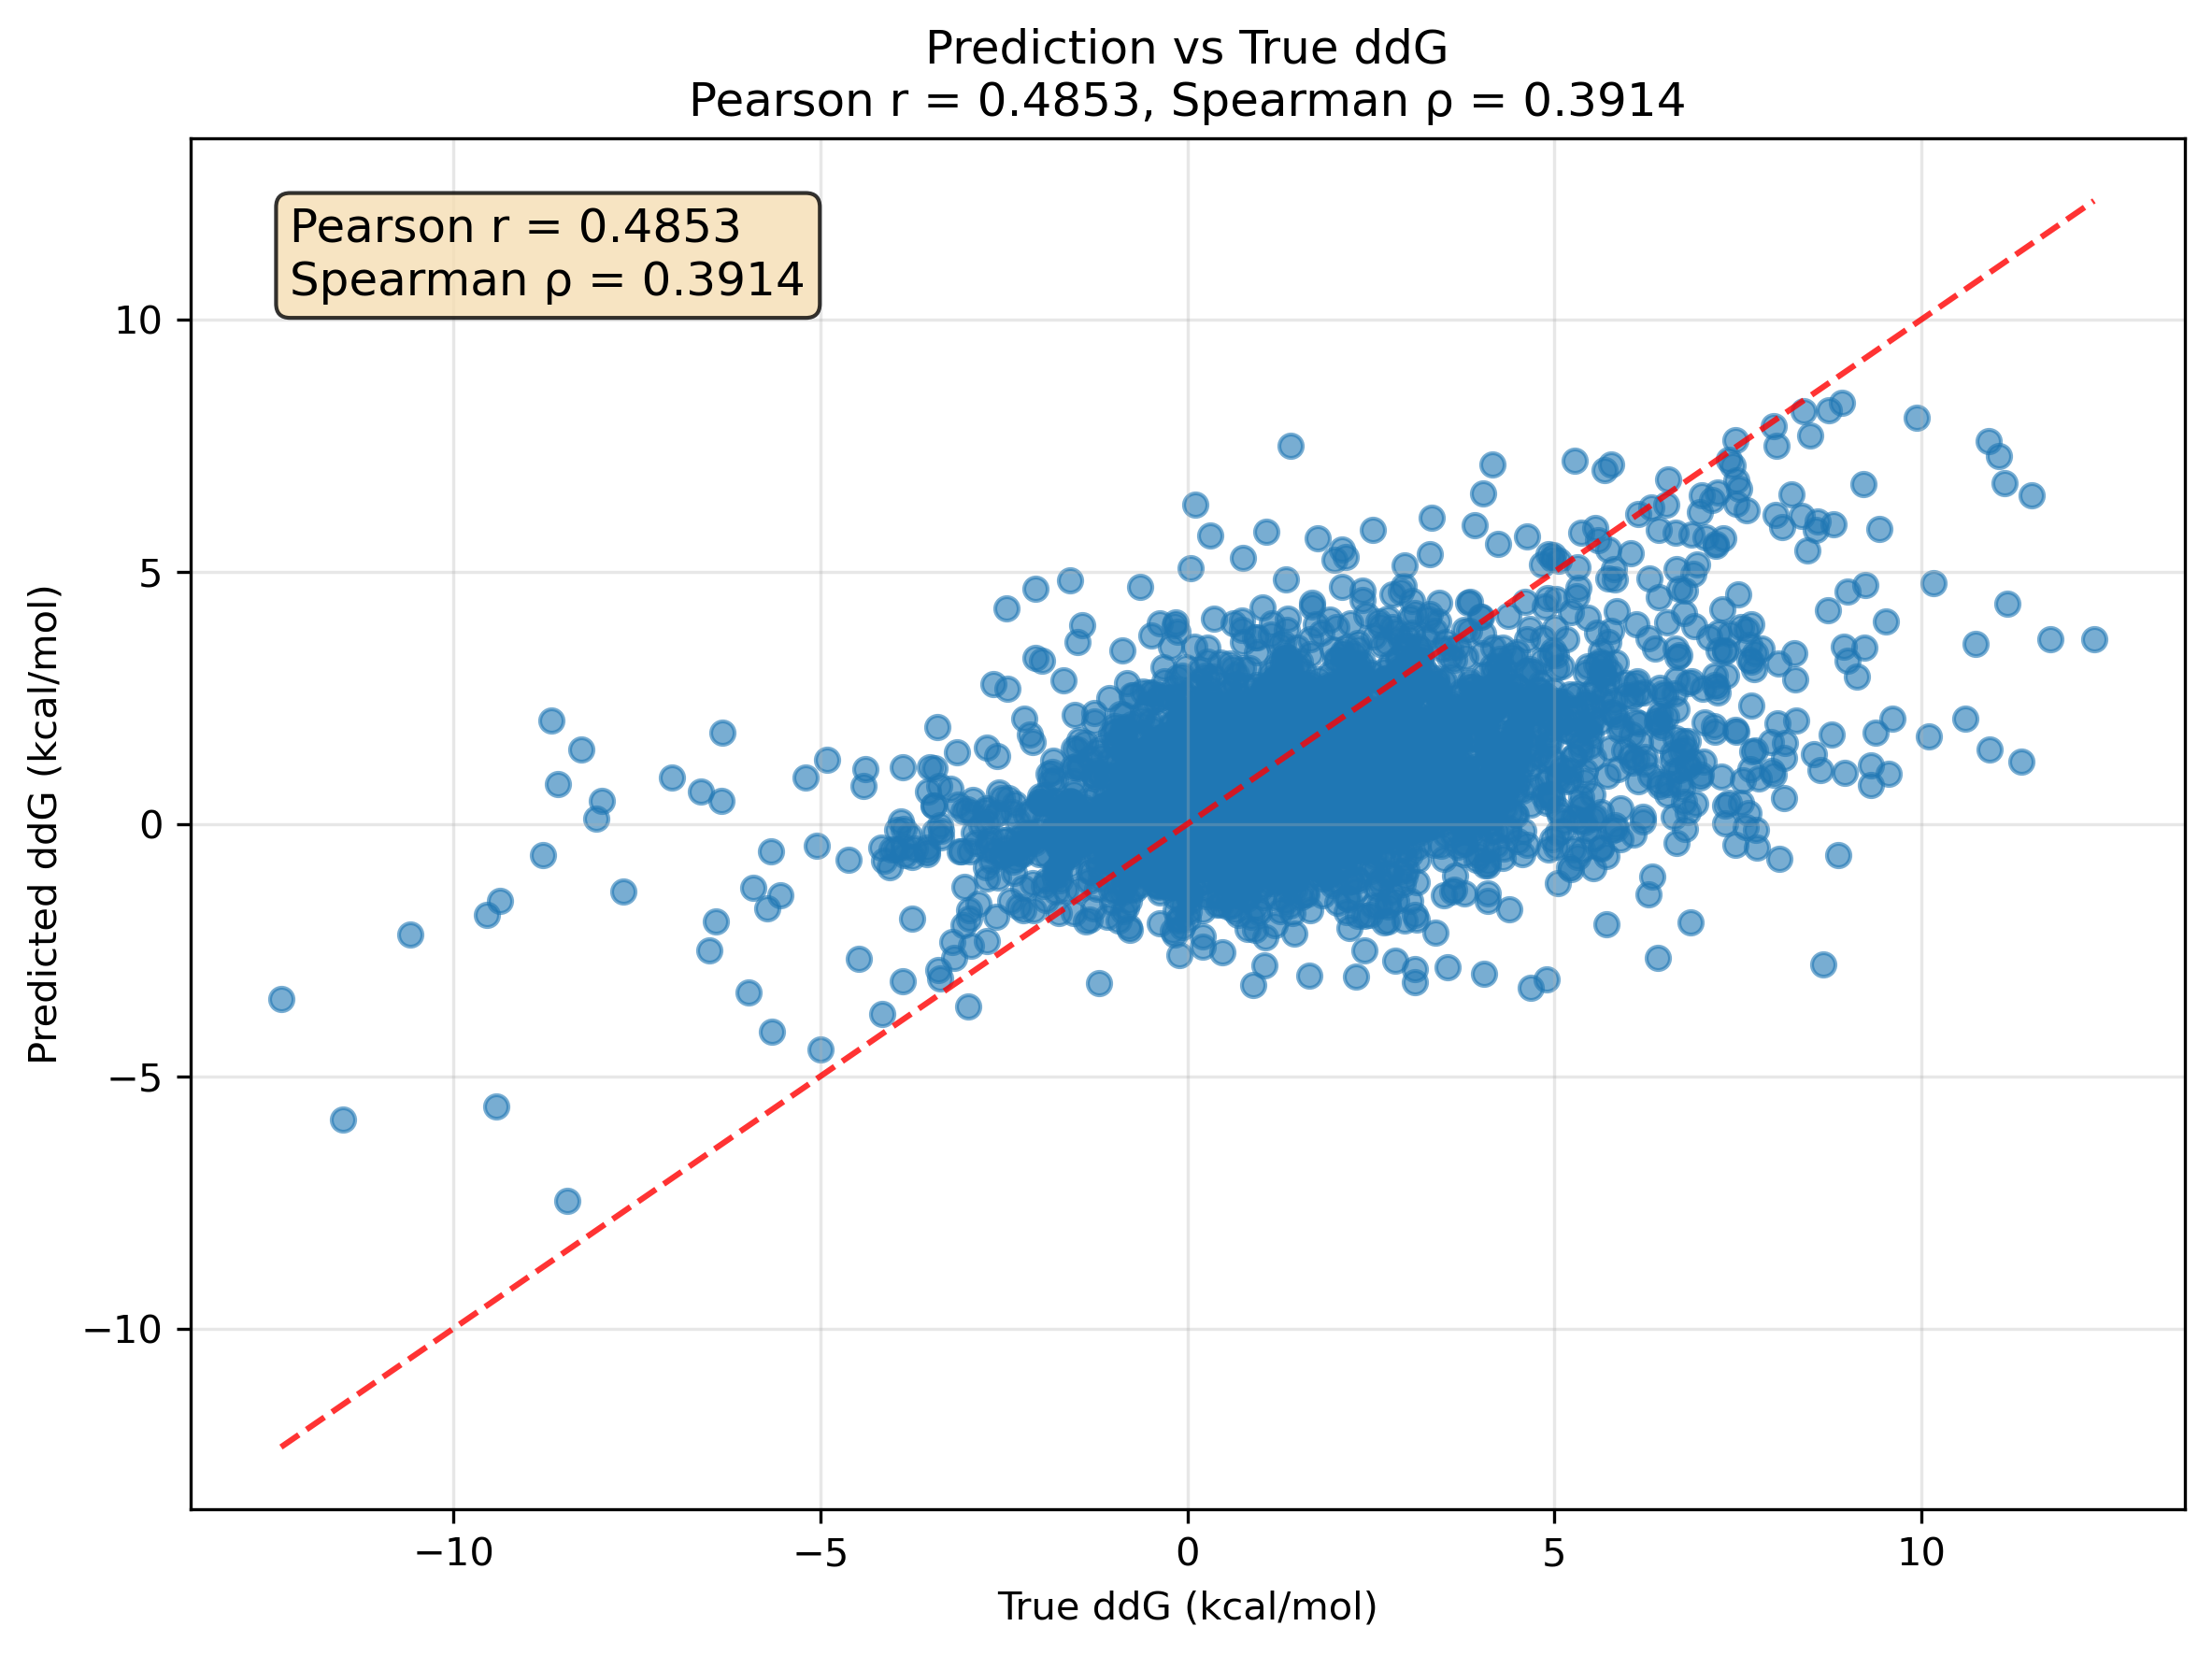 Prediction vs True ddG
Pearson r = 0.4853, Spearman ρ = 0.3914
Pearson r = 0.4853
Spearman ρ = 0.3914
10
5
0
−5
−10
Predicted ddG (kcal/mol)
−10
−5
0
5
10
True ddG (kcal/mol)